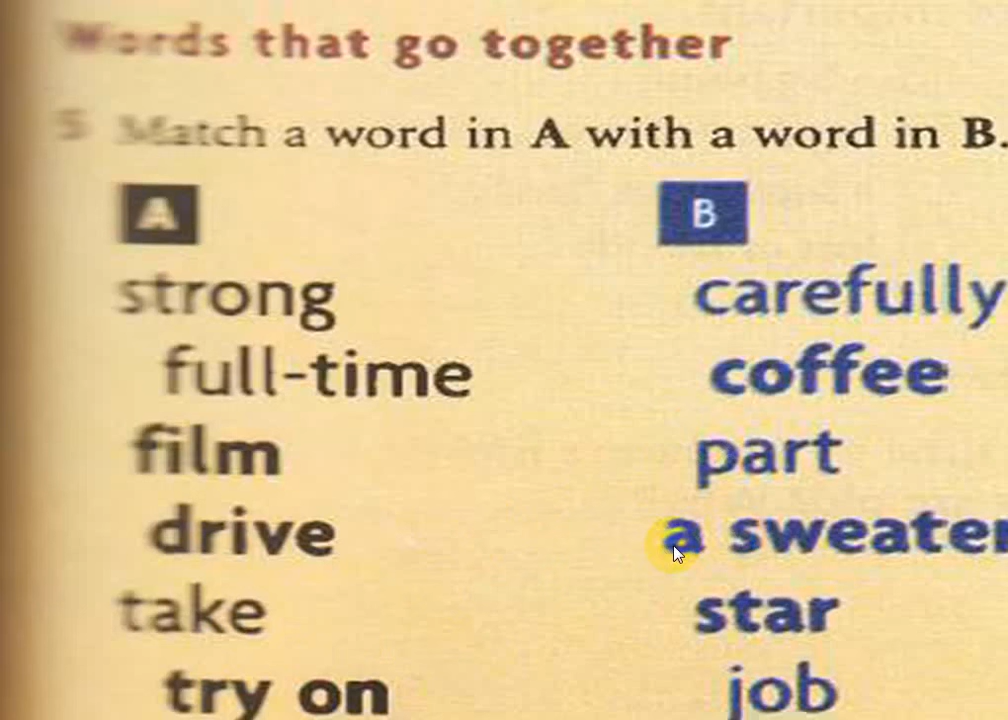 Words that go together
5 Match a word in A with a word in B.
A B
strong carefully
full-time coffee
film part
drive a sweater
take star
try on job